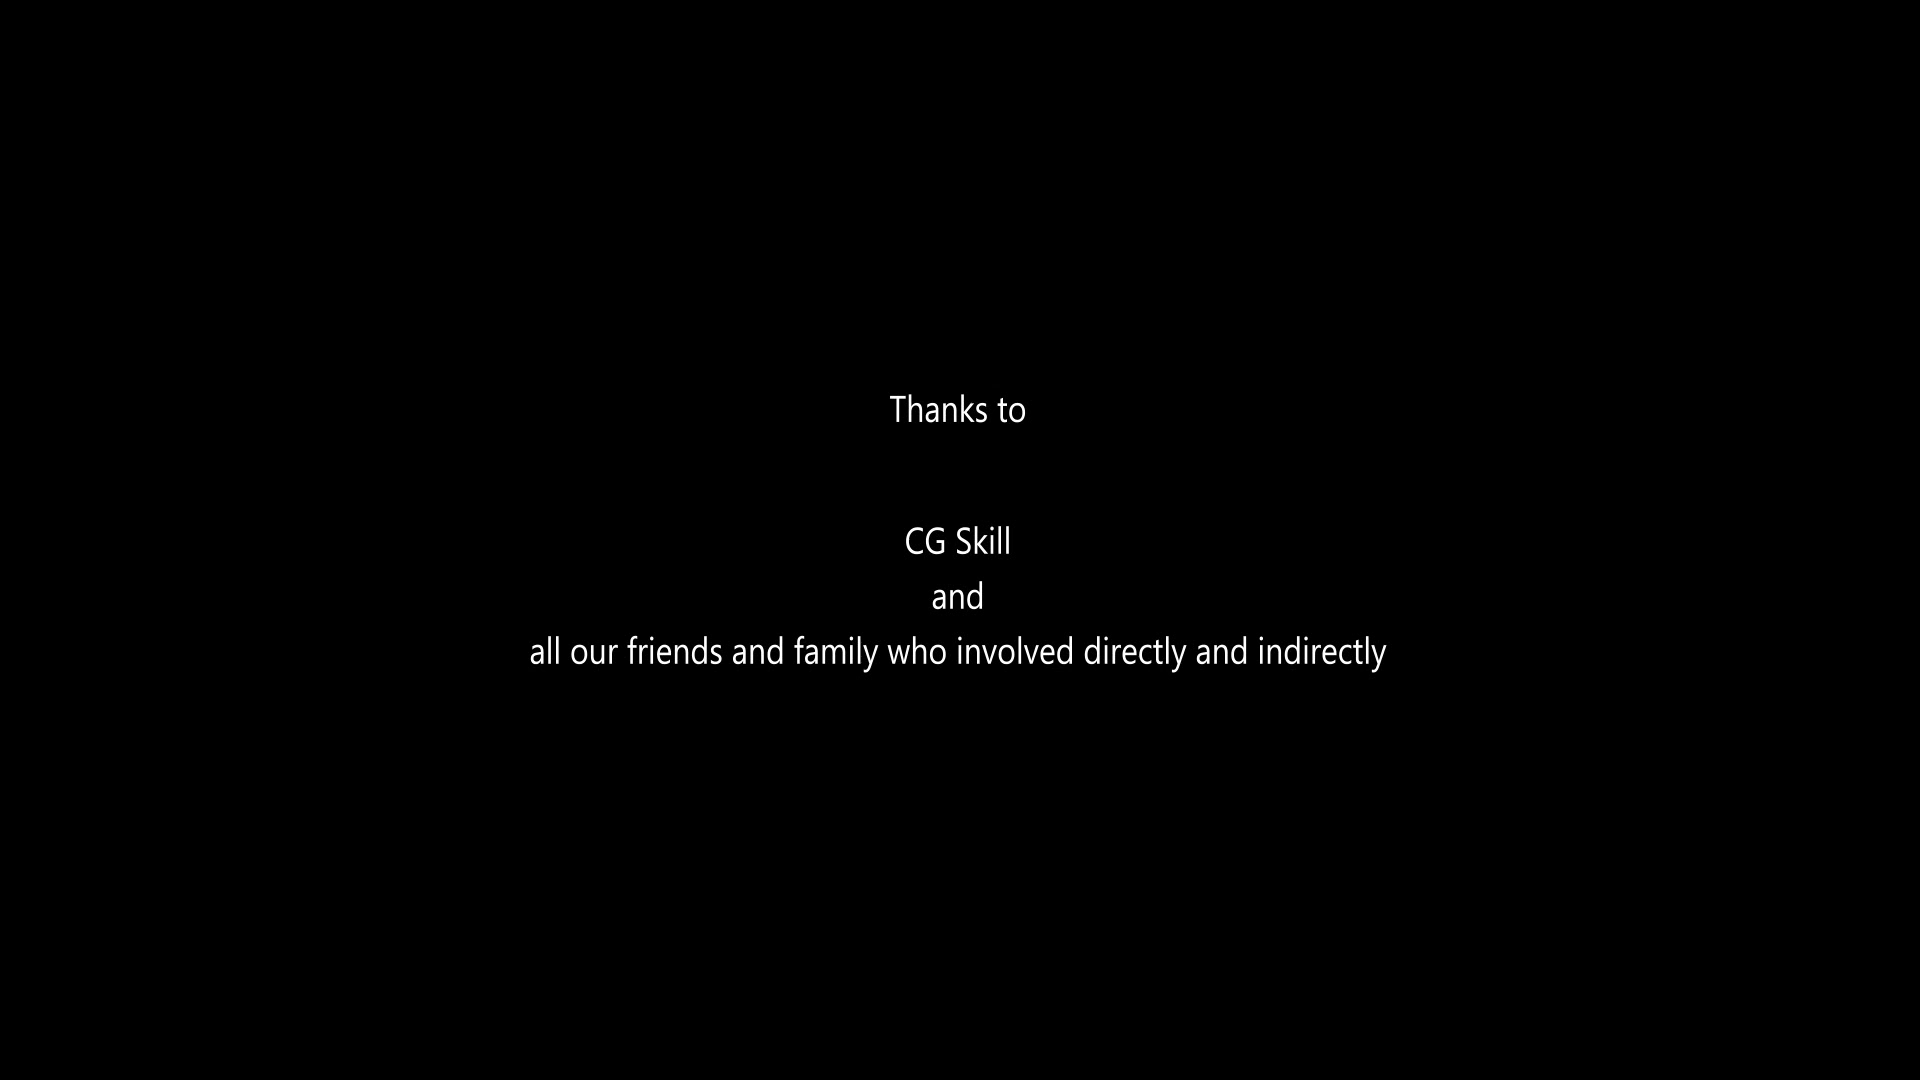 Thanks to
CG Skill
and
all our friends and family who involved directly and indirectly